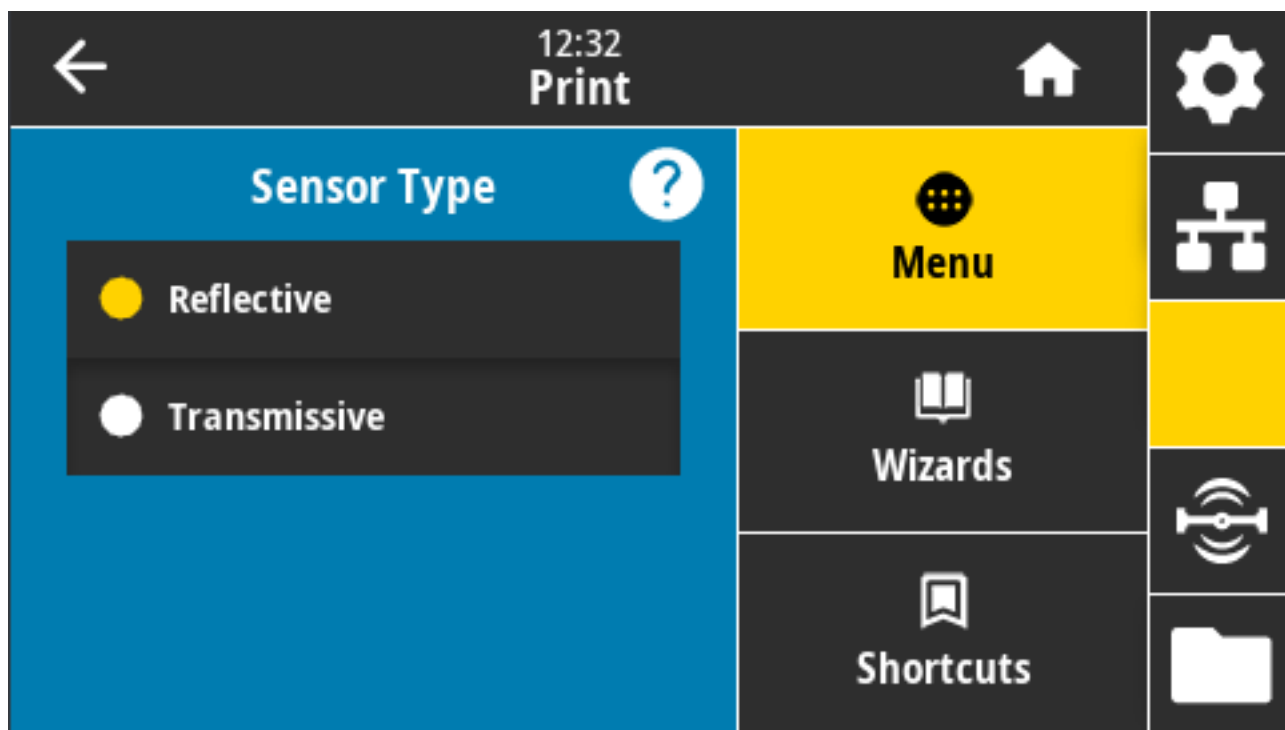 12:32
Print
Sensor Type
?
Reflective
Transmissive
Menu
Wizards
Shortcuts